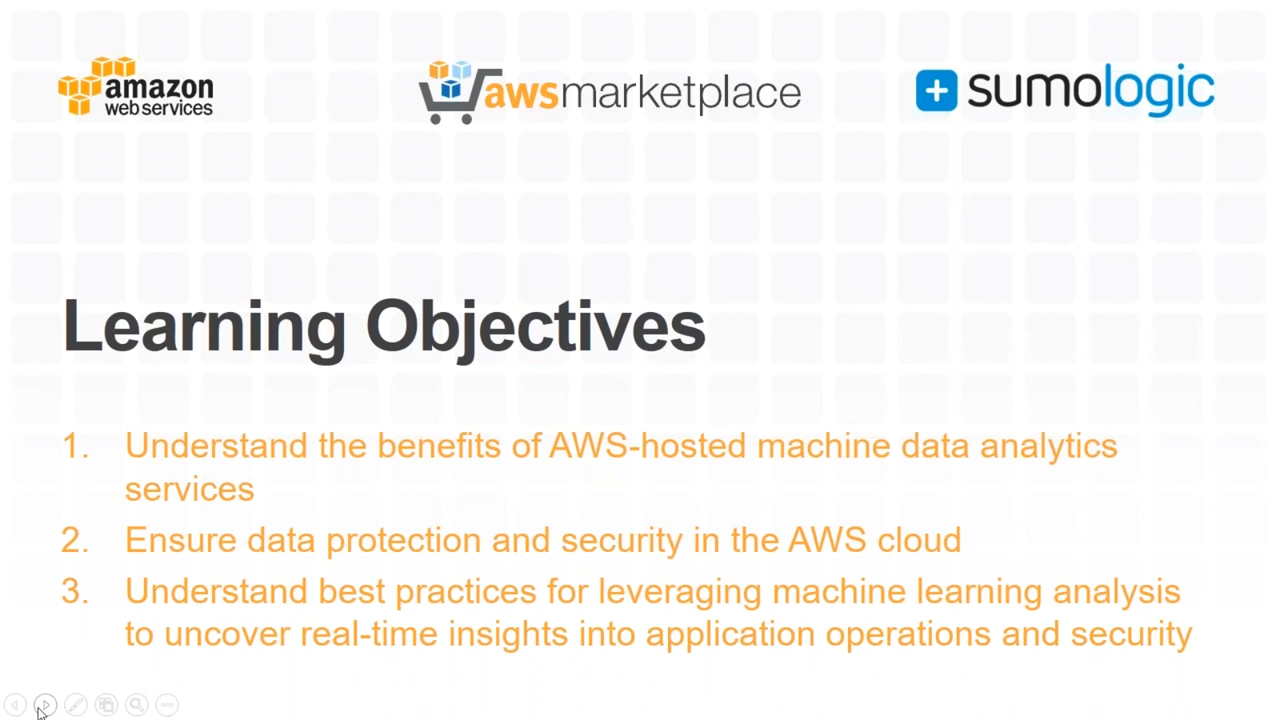 amazon
web services
awsmarketplace
sumologic
Learning Objectives
1. Understand the benefits of AWS-hosted machine data analytics
services
2. Ensure data protection and security in the AWS cloud
3. Understand best practices for leveraging machine learning analysis
to uncover real-time insights into application operations and security